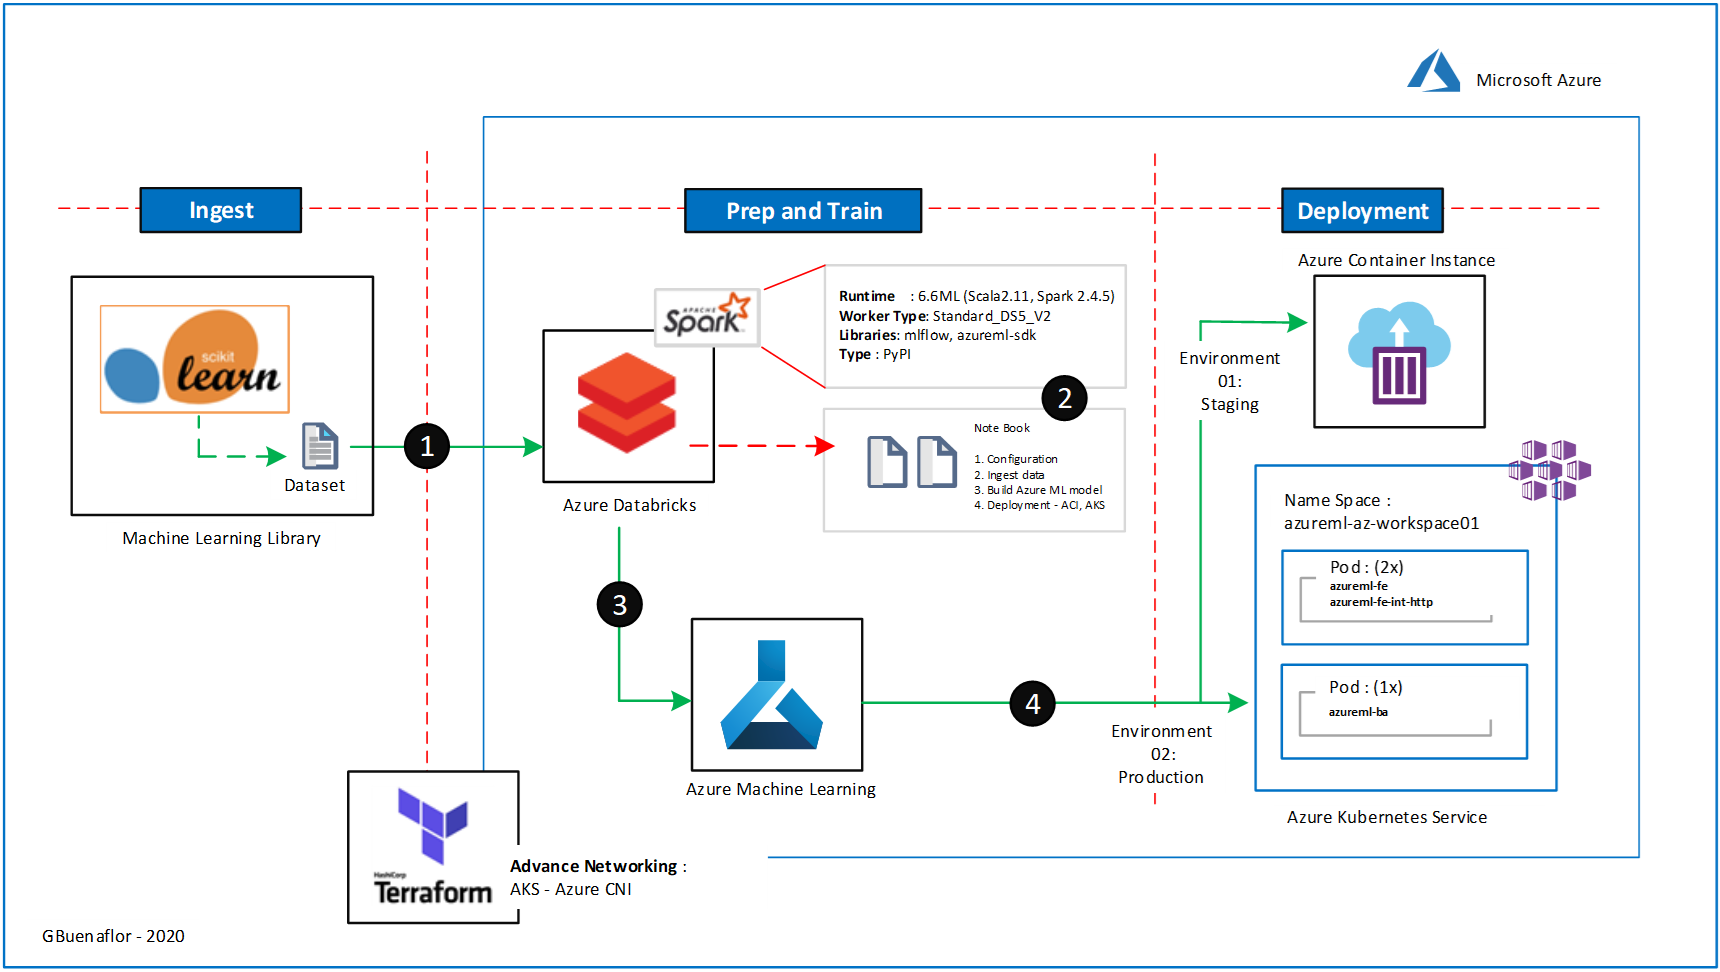 Microsoft Azure
Ingest
Prep and Train
Deployment
Azure Container Instance
scikit
learn
Dataset
Machine Learning Library
1
APACHE
Spark
Runtime : 6.6ML (Scala2.11, Spark 2.4.5)
Worker Type: Standard_DS5_V2
Libraries: mlflow, azureml-sdk
Type : PyPI
2
Azure Databricks
Note Book
1. Configuration
2. Ingest data
3. Build Azure ML model
4. Deployment - ACI, AKS
3
Azure Machine Learning
4
Environment
01:
Staging
Environment
02:
Production
Name Space :
azureml-az-workspace01
Pod : (2x)
azureml-fe
azureml-fe-int-http
Pod : (1x)
azureml-ba
Azure Kubernetes Service
HashiCorp
Terraform
Advance Networking :
AKS - Azure CNI
GBuenaflor - 2020